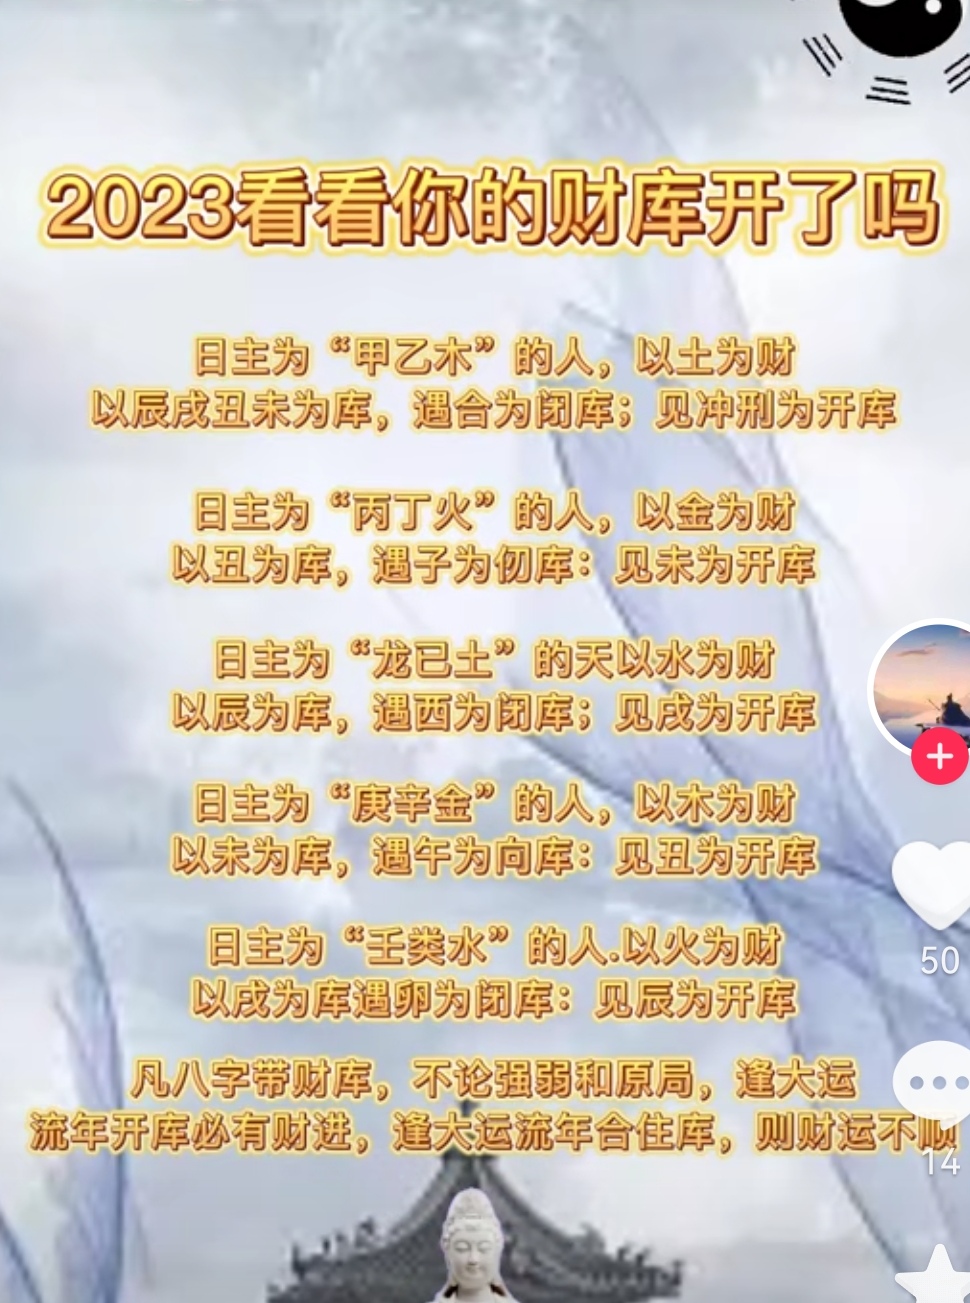 2023看看你的财库开了吗
日主为“甲乙木”的人，以土为财
以辰戌丑未为库，遇合为闭库；见冲刑为开库
日主为“丙丁火”的人，以金为财
以丑为库，遇子为仞库：见未为开库
日主为“龙已土”的天以水为财
以辰为库，遇西为闭库；见戌为开库
日主为“庚辛金”的人，以木为财
以未为库，遇午为向库：见丑为开库
日主为“壬类水”的人.以火为财
以戌为库遇卵为闭库：见辰为开库
凡八字带财库，不论强弱和原局，逢大运
流年开库必有财进，逢大运流年合住库，则财运不顺
50
14